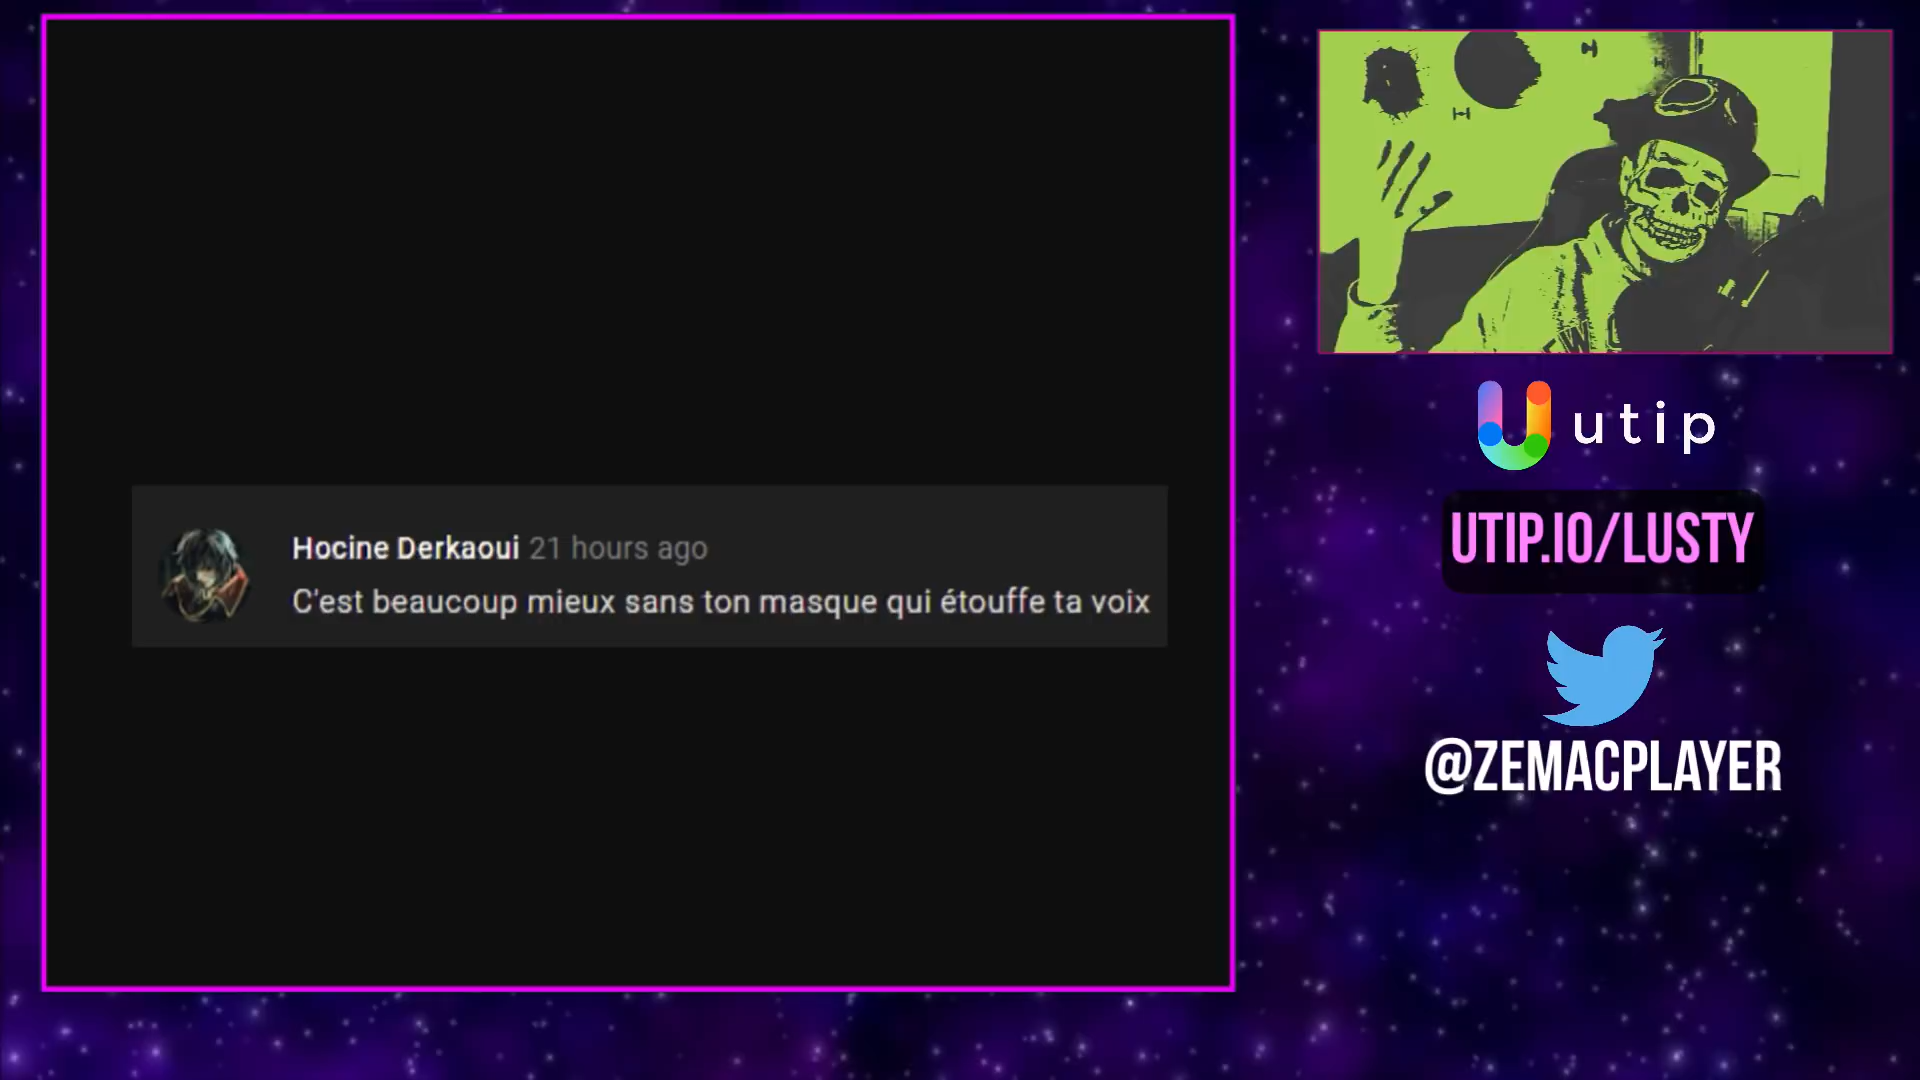 Hocine Derkaoui 21 hours ago
C'est beaucoup mieux sans ton masque qui étouffe ta voix
utip
UTIP.IO/LUSTY
@ZEMACPLAYER